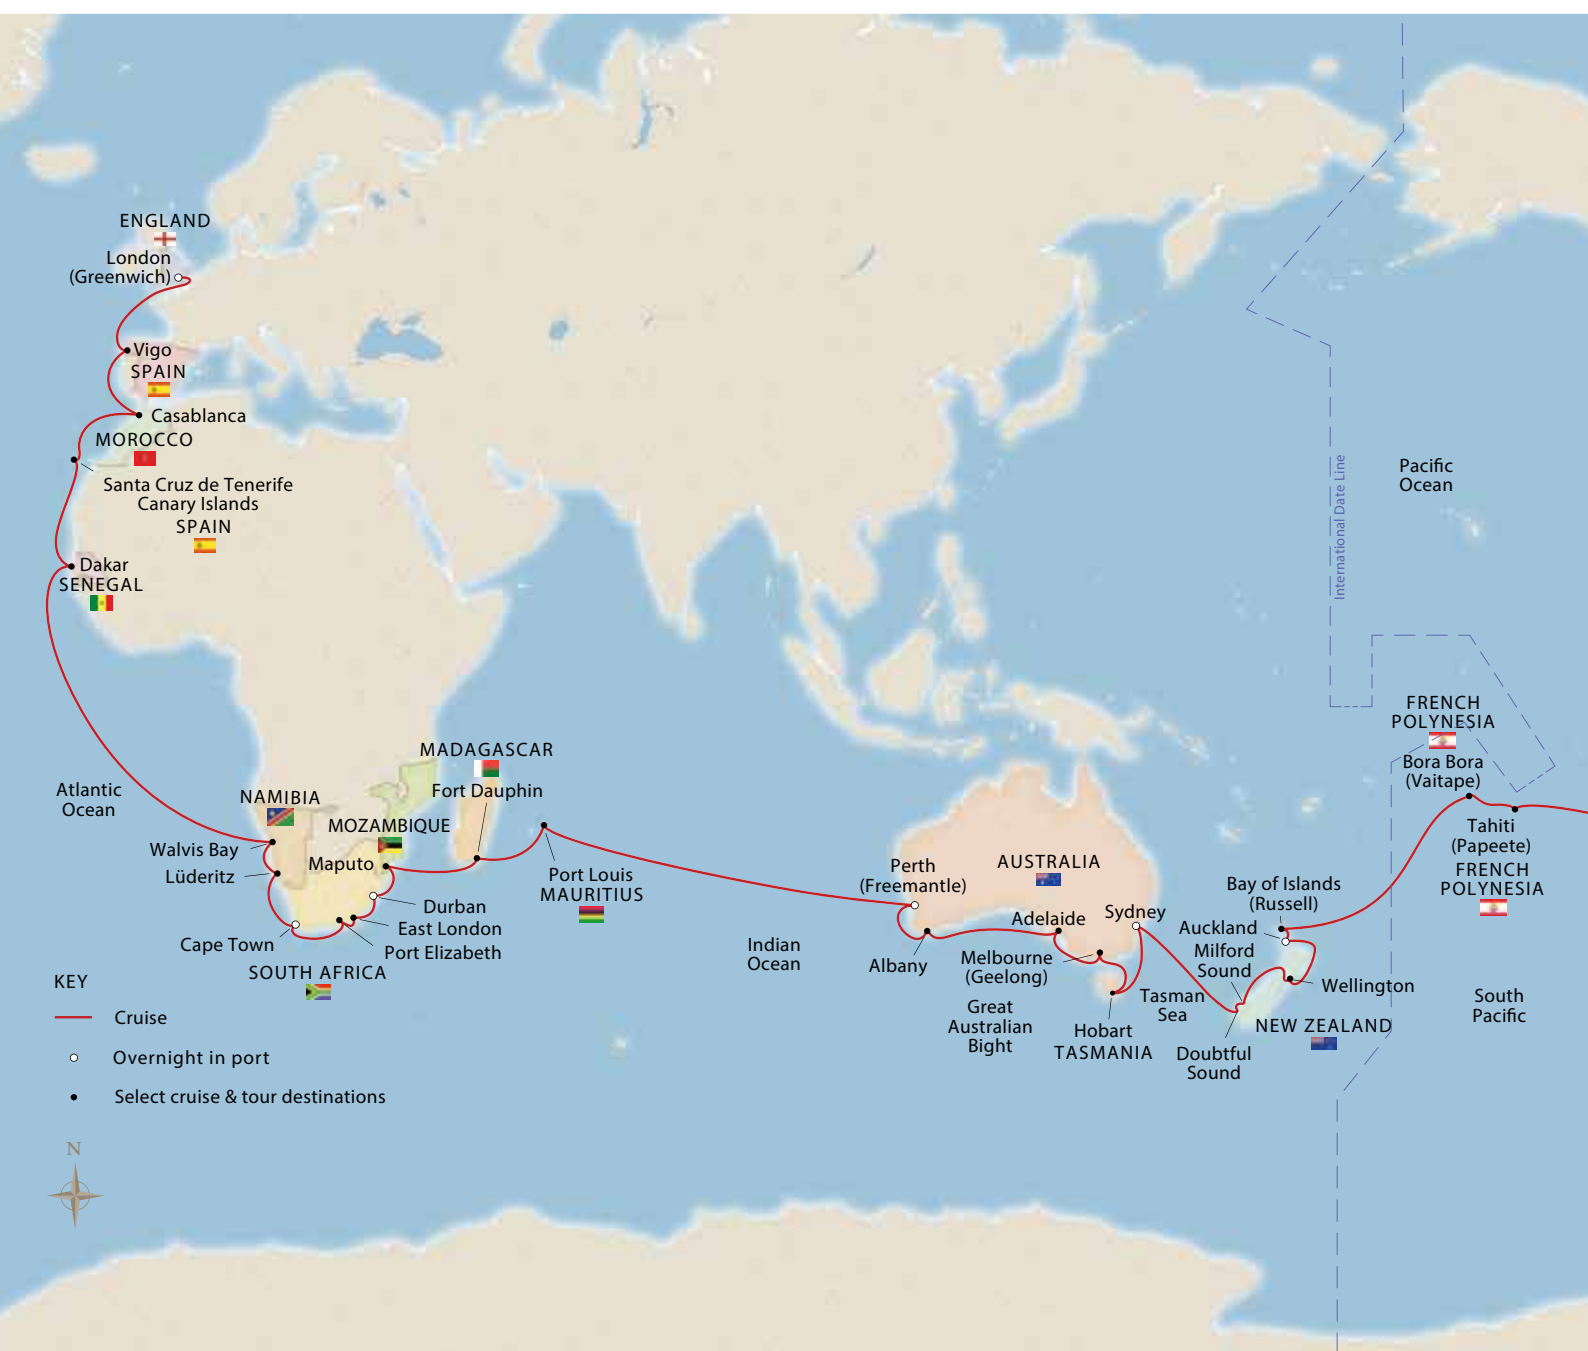 ENGLAND
London
(Greenwich)
Vigo
SPAIN
Casablanca
MOROCCO
Santa Cruz de Tenerife
Canary Islands
SPAIN
Dakar
SENEGAL
Atlantic
Ocean
NAMIBIA
Walvis Bay
Lüderitz
Cape Town
SOUTH AFRICA
MOZAMBIQUE
Maputo
Durban
East London
Port Elizabeth
MADAGASCAR
Fort Dauphin
Port Louis
MAURITIUS
Indian
Ocean
Perth
(Freemantle)
AUSTRALIA
Albany
Adelaide
Melbourne
(Geelong)
Great
Australian
Bight
Sydney
Hobart
TASMANIA
Tasman
Sea
Bay of Islands
(Russell)
Auckland
Milford
Sound
Wellington
NEW ZEALAND
Doubtful
Sound
International Date Line
Pacific
Ocean
FRENCH
POLYNESIA
Bora Bora
(Vaitape)
Tahiti
(Papeete)
FRENCH
POLYNESIA
South
Pacific
KEY
Cruise
Overnight in port
Select cruise & tour destinations
N